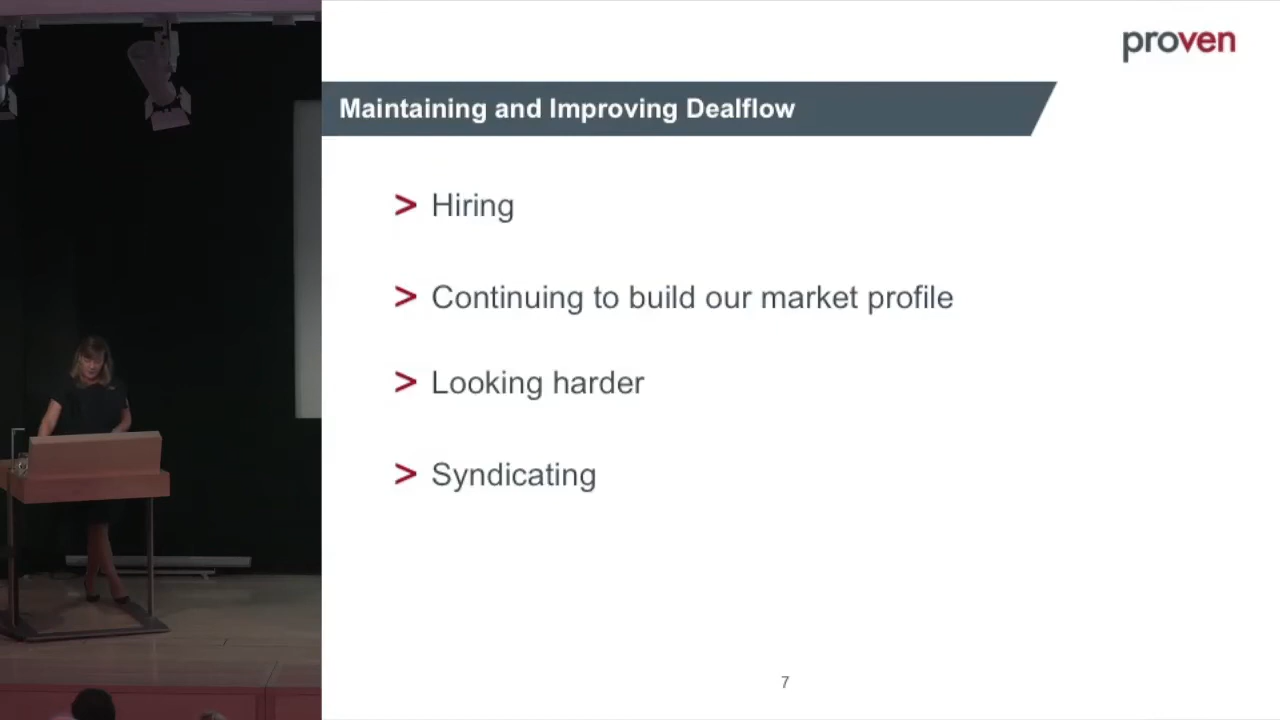 proven
Maintaining and Improving Dealflow
> Hiring
> Continuing to build our market profile
> Looking harder
> Syndicating
7